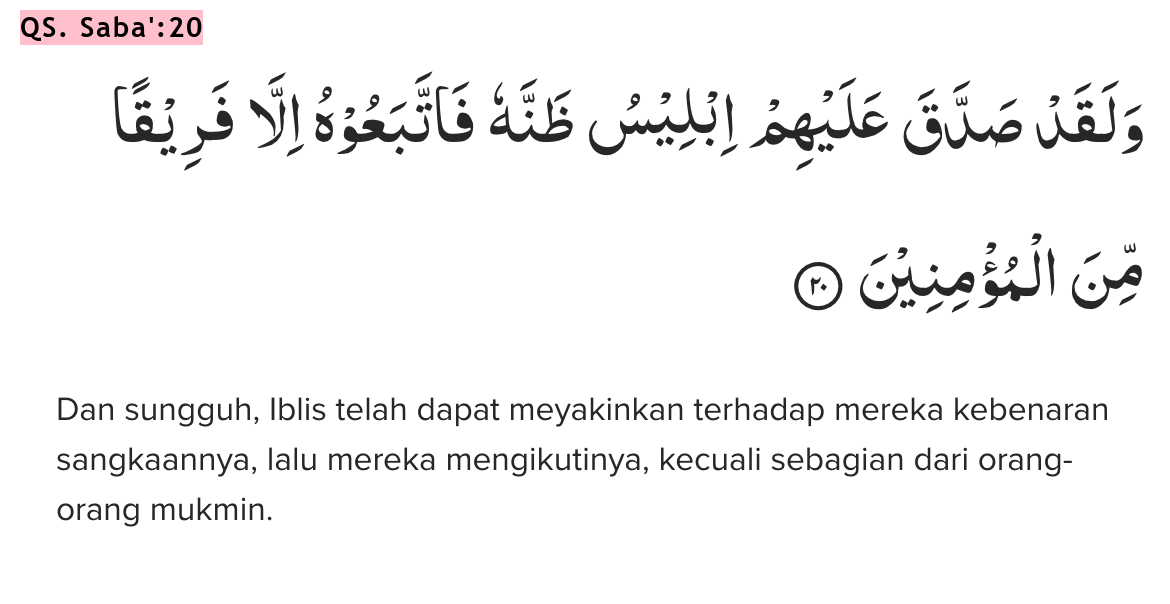 QS. Saba':20
وَلَقَدْ صَدَّقَ عَلَيْهِمْ اِبْلِيْسُ ظَنَّهٗ فَاتَّبَعُوْهُ اِلَّا فَرِيْقًا
مِّنَ الْمُؤْمِنِيْنَ ٢٠
Dan sungguh, Iblis telah dapat meyakinkan terhadap mereka kebenaran
sangkaannya, lalu mereka mengikutinya, kecuali sebagian dari orang-
orang mukmin.